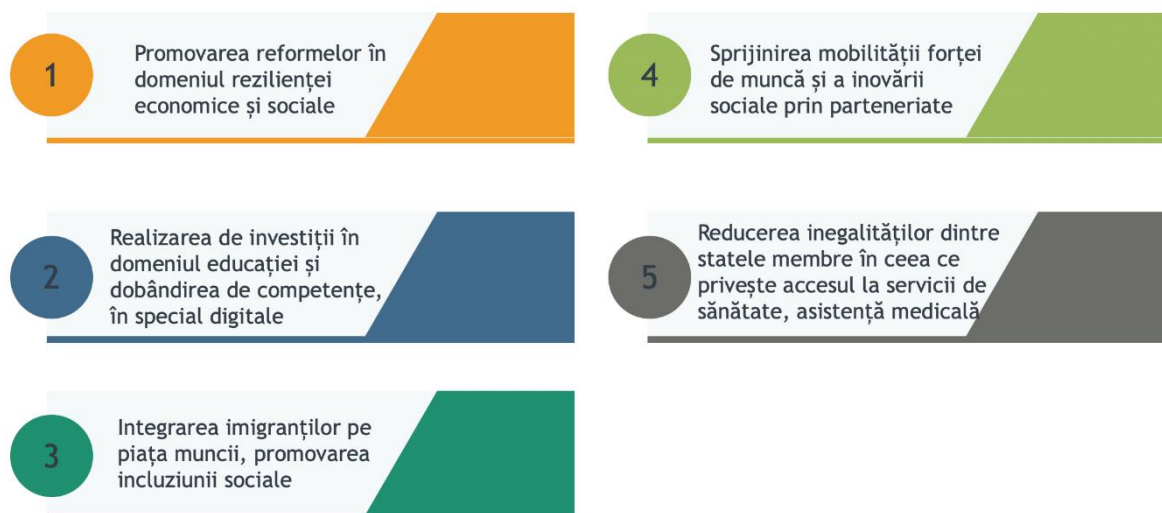 1
Promovarea reformelor în
domeniul rezilienței
economice și sociale
2
Realizarea de investiții în
domeniul educației și
dobândirea de competențe,
în special digitale
3
Integrarea imigranților pe
piața muncii, promovarea
incluziunii sociale
4
Sprijinirea mobilității forței
de muncă și a inovării
sociale prin parteneriate
5
Reducerea inegalităților dintre
statele membre în ceea ce
privește accesul la servicii de
sănătate, asistență medicală